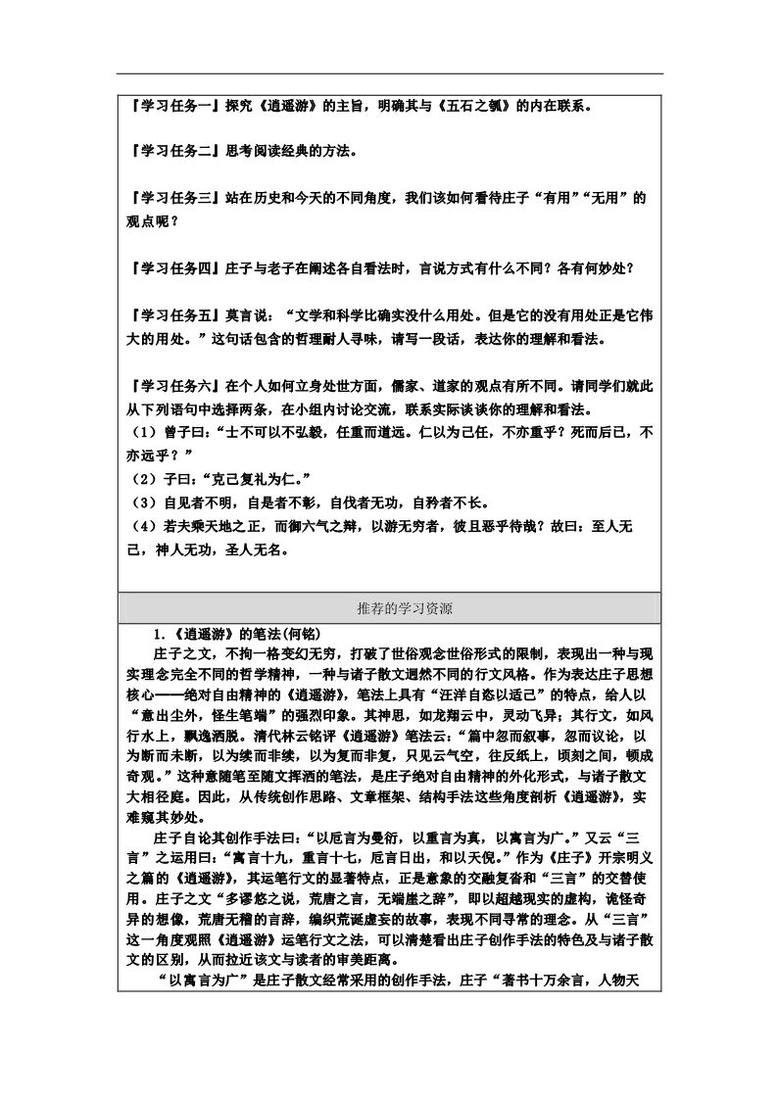 『学习任务一』探究《逍遥游》的主旨，明确其与《五石之瓠》的内在联系。
『学习任务二』思考阅读经典的方法。
『学习任务三』站在历史和今天的不同角度，我们该如何看待庄子“有用”“无用”的
观点呢？
『学习任务四』庄子与老子在阐述各自看法时，言说方式有什么不同？各有何妙处？
『学习任务五』莫言说：“文学和科学比确实没什么用处。但是它的没有用处正是它伟
大的用处。”这句话包含的哲理耐人寻味，请写一段话，表达你的理解和看法。
『学习任务六』在个人如何立身处世方面，儒家、道家的观点有所不同。请同学们就此
从下列语句中选择两条，在小组内讨论交流，联系实际谈谈你的理解和看法。
（1）曾子曰：“士不可以不弘毅，任重而道远。仁以为己任，不亦重乎？死而后已，不
亦远乎？”
（2）子曰：“克己复礼为仁。”
（3）自见者不明，自是者不彰，自伐者无功，自矜者不长。
（4）若夫乘天地之正，而御六气之辩，以游无穷者，彼且恶乎待哉？故曰：至人无
己，神人无功，圣人无名。
推荐的学习资源
1.《逍遥游》的笔法(何铭)
庄子之文，不拘一格变幻无穷，打破了世俗观念世俗形式的限制，表现出一种与现
实理念完全不同的哲学精神，一种与诸子散文迥然不同的行文风格。作为表达庄子思想
核心——绝对自由精神的《逍遥游》，笔法上具有“汪洋自恣以适己”的特点，给人以
“意出尘外，怪生笔端”的强烈印象。其神思，如龙翔云中，灵动飞异；其行文，如风
行水上，飘逸洒脱。清代林云铭评《逍遥游》笔法云：“篇中忽而叙事，忽而议论，以
为断而未断，以为续而非续，以为复而非复，只见云气空，往反纸上，顷刻之间，顿成
奇观。”这种意随笔至随文挥洒的笔法，是庄子绝对自由精神的外化形式，与诸子散文
大相径庭。因此，从传统创作思路、文章框架、结构手法这些角度剖析《逍遥游》，实
难窥其妙处。
庄子自论其创作手法曰：“以卮言为曼衍，以重言为真，以寓言为广。”又云“三
言”之运用曰：“寓言十九，重言十七，卮言日出，和以天倪。”作为《庄子》开宗明义
之篇的《逍遥游》，其运笔行文的显著特点，正是意象的交融复沓和“三言”的交替使
用。庄子之文“多谬悠之说，荒唐之言，无端崖之辞”，即以超越现实的虚构，诡怪奇
异的想像，荒唐无稽的言辞，编织荒诞虚妄的故事，表现不同寻常的理念。从“三言”
这一角度观照《逍遥游》运笔行文之法，可以清楚看出庄子创作手法的特色及与诸子散
文的区别，从而拉近该文与读者的审美距离。
“以寓言为广”是庄子散文经常采用的创作手法，庄子“著书十万余言，人物天